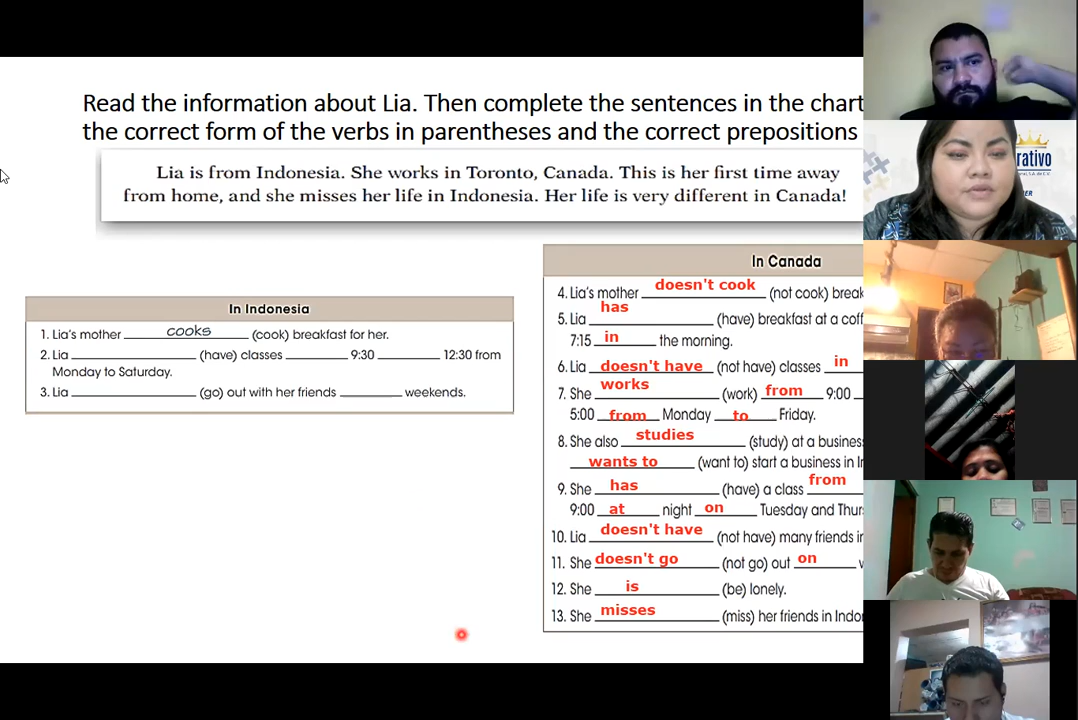 Read the information about Lia. Then complete the sentences in the chart
the correct form of the verbs in parentheses and the correct prepositions
Lia is from Indonesia. She works in Toronto, Canada. This is her first time away
from home, and she misses her life in Indonesia. Her life is very different in Canada!
In Indonesia
1. Lia's mother cooks (cook) breakfast for her.
2. Lia ____ (have) classes ____ 9:30 ____ 12:30 from
Monday to Saturday.
3. Lia ____ (go) out with her friends ____ weekends.
In Canada
4. Lia's mother doesn't cook (not cook) break
5. Lia has (have) breakfast at a coff
7:15 in the morning.
6. Lia doesn't have (not have) classes in
7. She works (work) from 9:00
5:00 from Monday to Friday.
8. She also studies (study) at a business
wants to (want to) start a business in In
9. She has (have) a class from
9:00 at night on Tuesday and Thur
10. Lia doesn't have (not have) many friends in
11. She doesn't go (not go) out on w
12. She is (be) lonely.
13. She misses (miss) her friends in Indo
rativo